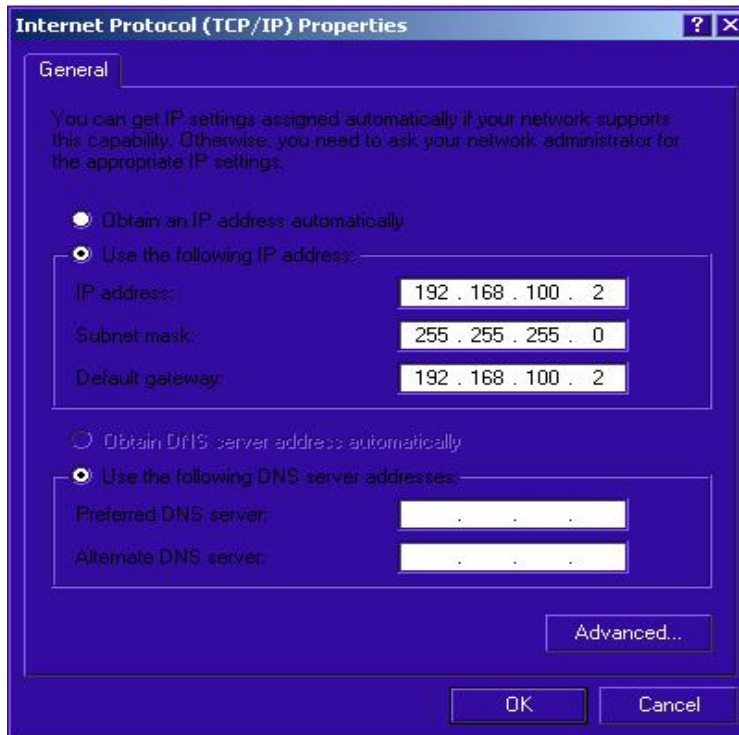 Internet Protocol (TCP/IP) Properties
General
You can get IP settings assigned automatically if your network supports
this capability. Otherwise, you need to ask your network administrator for
the appropriate IP settings.
Obtain an IP address automatically
Use the following IP address:
IP address: 192 . 168 . 100 . 2
Subnet mask: 255 . 255 . 255 . 0
Default gateway: 192 . 168 . 100 . 2
Obtain DNS server address automatically
Use the following DNS server addresses:
Preferred DNS server: . . .
Alternate DNS server: . . .
Advanced...
OK Cancel